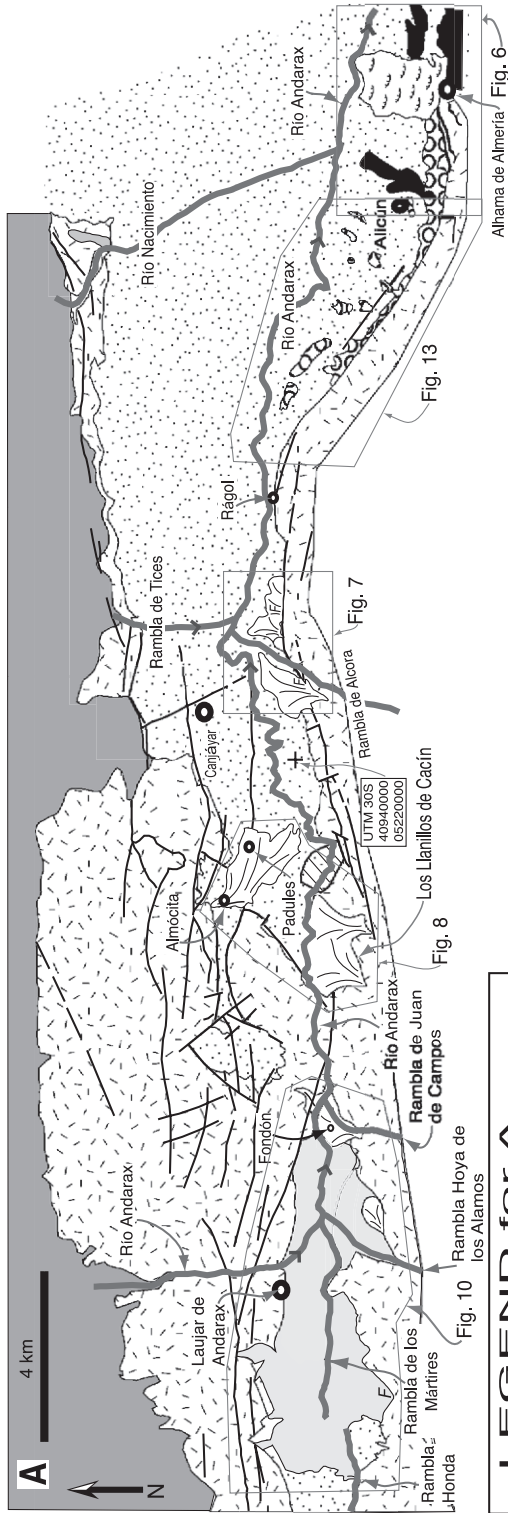 A
4 km
N
Río Andarax
Laujar de
Andarax
Fondón
Almócita
Padules
Canjáyar
Rambla de Tices
Rágol
Río Nacimiento
Río Andarax
Río Andarax
Alicún
Fig. 6
Alhama de Almería
Fig. 13
Fig. 7
F
F
Rambla de Alcora
UTM 30S
40940000
05220000
Los Llanillos de Cacín
Fig. 8
Río Andarax
Rambla de Juan
de Campos
Rambla Hoya de
los Alamos
Fig. 10
Rambla de los
Mártires
F
Rambla
Honda
LEGEND for A